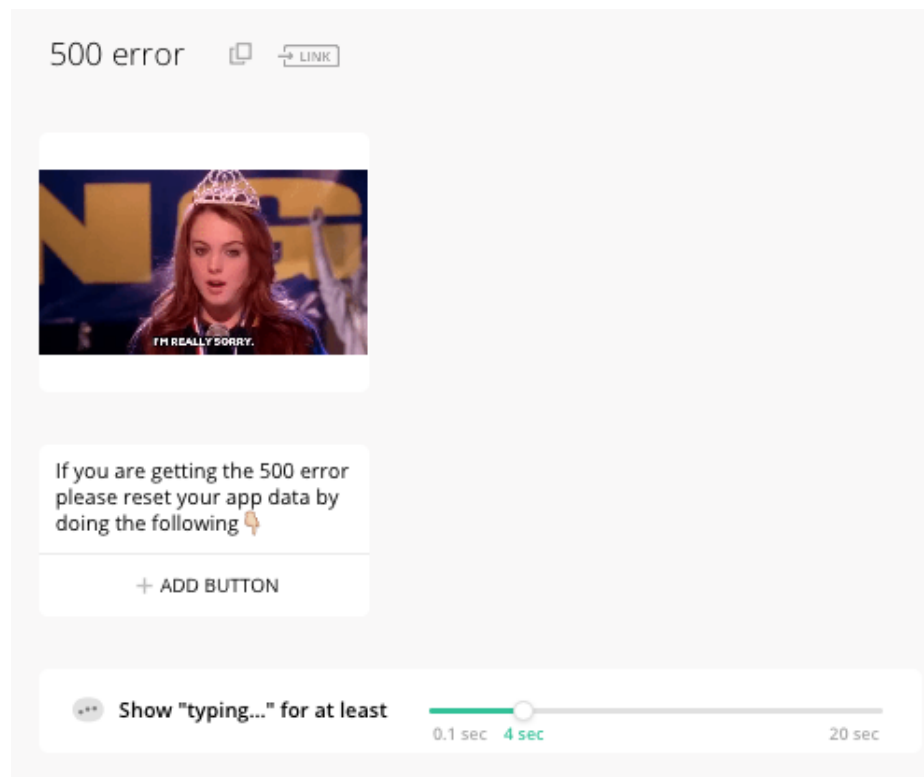 500 error
LINK
NG
I'M REALLY SORRY.
If you are getting the 500 error
please reset your app data by
doing the following👇🏼
+ ADD BUTTON
Show "typing..." for at least
0.1 sec 4 sec 20 sec